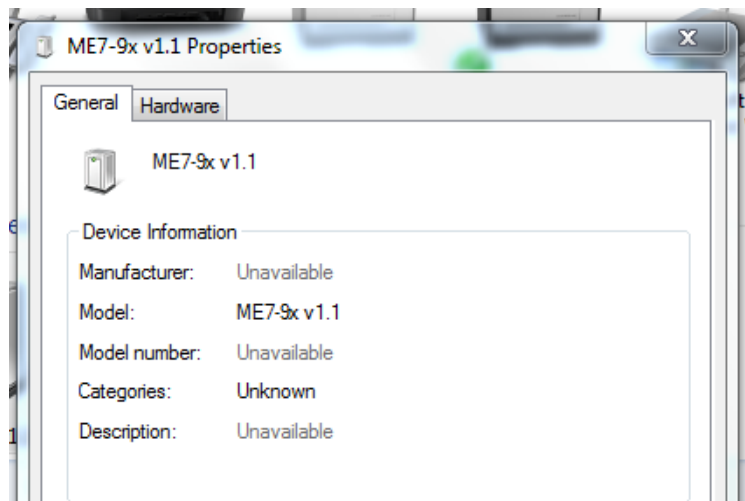 ME7-9x v1.1 Properties
General Hardware
ME7-9x v1.1
Device Information
Manufacturer: Unavailable
Model: ME7-9x v1.1
Model number: Unavailable
Categories: Unknown
Description: Unavailable